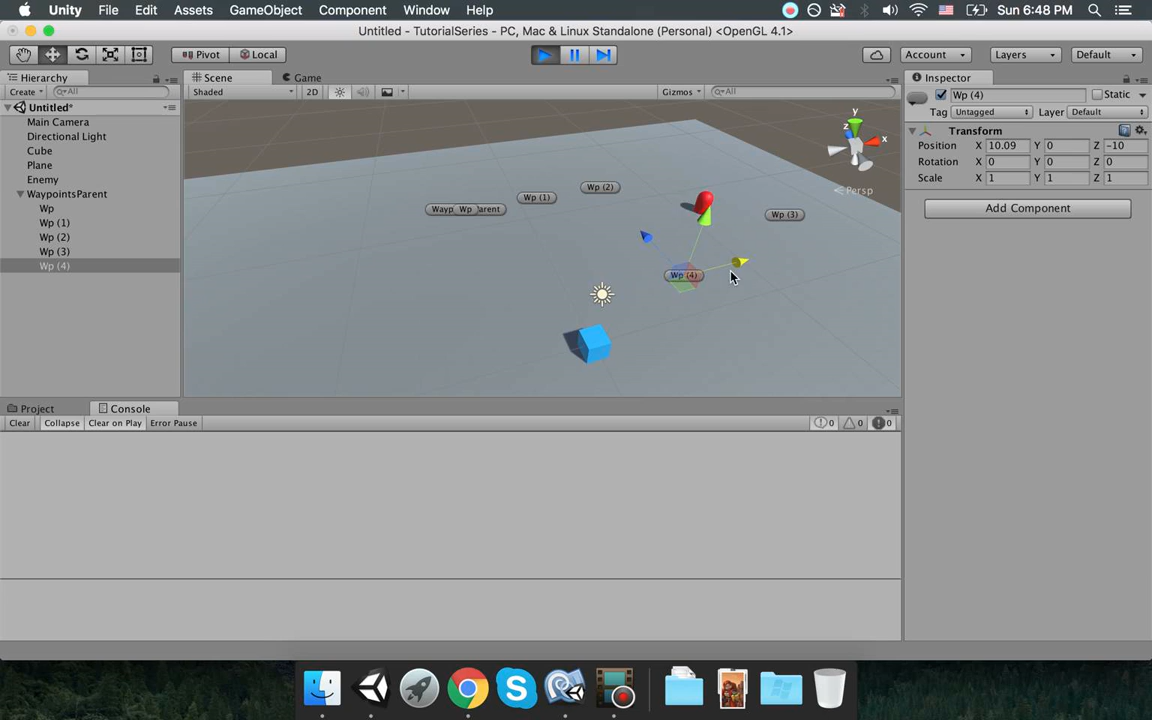 Unity File Edit Assets GameObject Component Window Help Sun 6:48 PM
Untitled - TutorialSeries - PC, Mac & Linux Standalone (Personal) <OpenGL 4.1>
Pivot Local Account Layers Default
Hierarchy Scene Game Inspector
Create All Shaded 2D Gizmos All Wp (4) Static
Untitled* Tag Untagged Layer Default
Main Camera
Directional Light
Cube
Plane
Enemy
WaypointsParent
Wp
Wp (1)
Wp (2)
Wp (3)
Wp (4)
y
z x
Persp
Wp (2)
Wp (1)
Wayp Wp arent
Wp (3)
Wp (4)
Transform
Position X 10.09 Y 0 Z -10
Rotation X 0 Y 0 Z 0
Scale X 1 Y 1 Z 1
Add Component
Project Console
Clear Collapse Clear on Play Error Pause 0 0 0